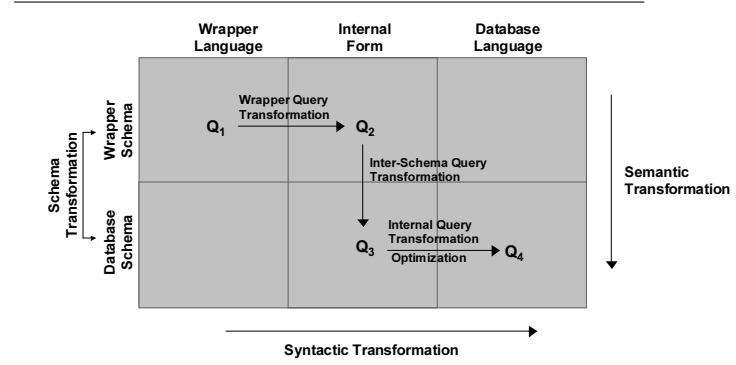 Wrapper
Language
Internal
Form
Database
Language
Schema
Transformation
Wrapper
Schema
Q1
Wrapper Query
Transformation
Q2
Inter-Schema Query
Transformation
Semantic
Transformation
Database
Schema
Q3
Internal Query
Transformation
Optimization
Q4
Syntactic Transformation